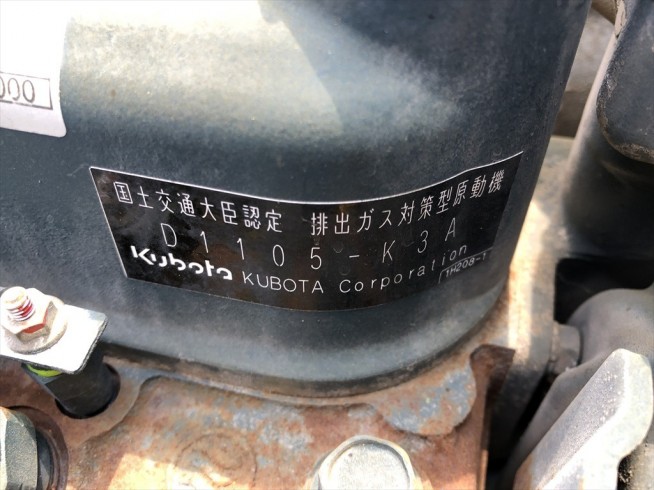 000
国土交通大臣認定 排出ガス対策型原動機
D1105-K3A
Kubota KUBOTA Corporation
1H208-1